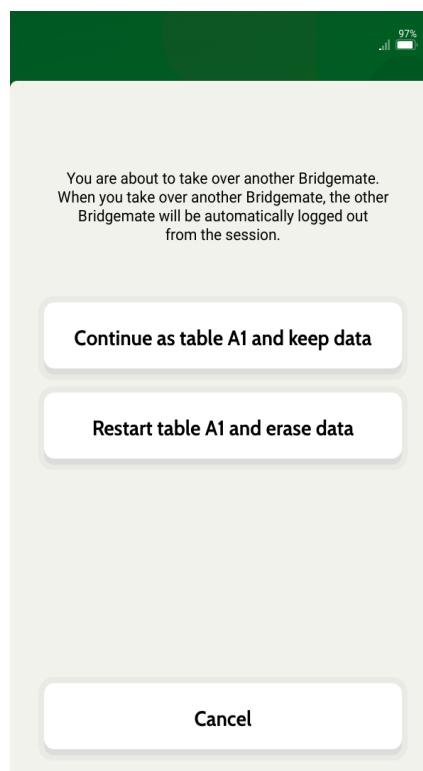 97%
You are about to take over another Bridgemate.
When you take over another Bridgemate, the other
Bridgemate will be automatically logged out
from the session.
Continue as table A1 and keep data
Restart table A1 and erase data
Cancel